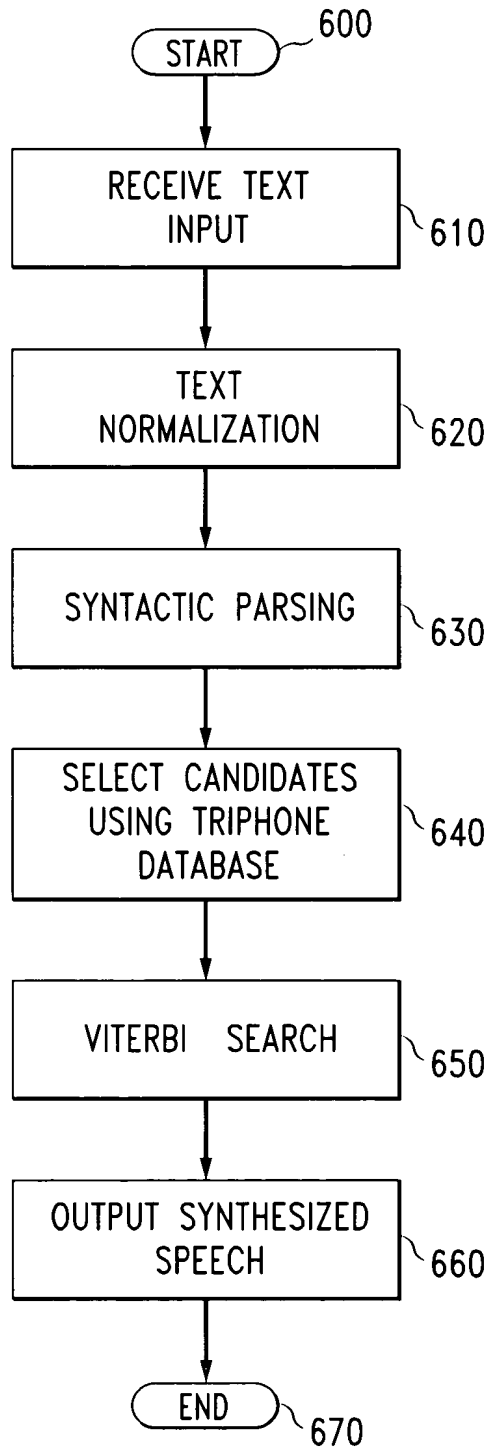 START
600
RECEIVE TEXT
INPUT
610
TEXT
NORMALIZATION
620
SYNTACTIC PARSING
630
SELECT CANDIDATES
USING TRIPHONE
DATABASE
640
VITERBI SEARCH
650
OUTPUT SYNTHESIZED
SPEECH
660
END
670